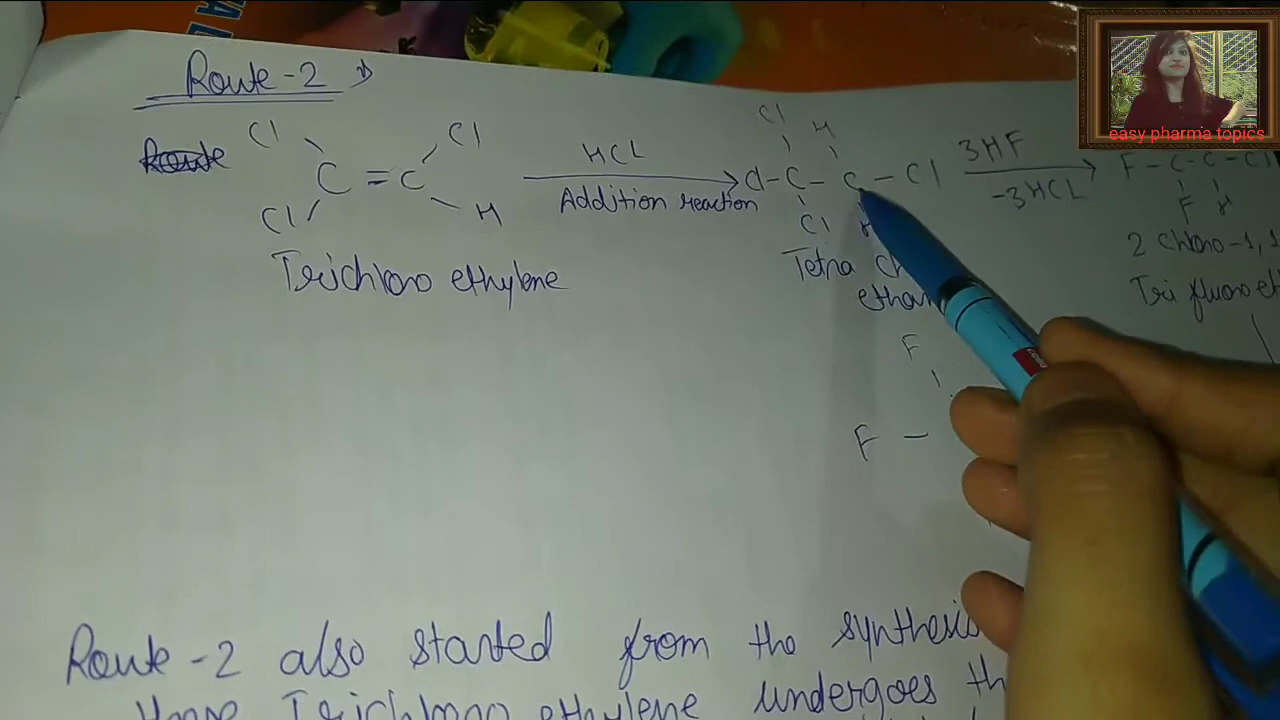 Route-2
Route
Cl Cl
C = C
Cl H
Trichloro ethylene
HCL
Addition reaction
Cl H
Cl-C-C-Cl
Cl
Tetra
3HF
-3HCL
F-C-C-Cl
F H
2 chloro-1, 1
Tri fluoro
F
F -
Route-2 also started from the
Trichloro ethylene undergoes
easy pharma topics